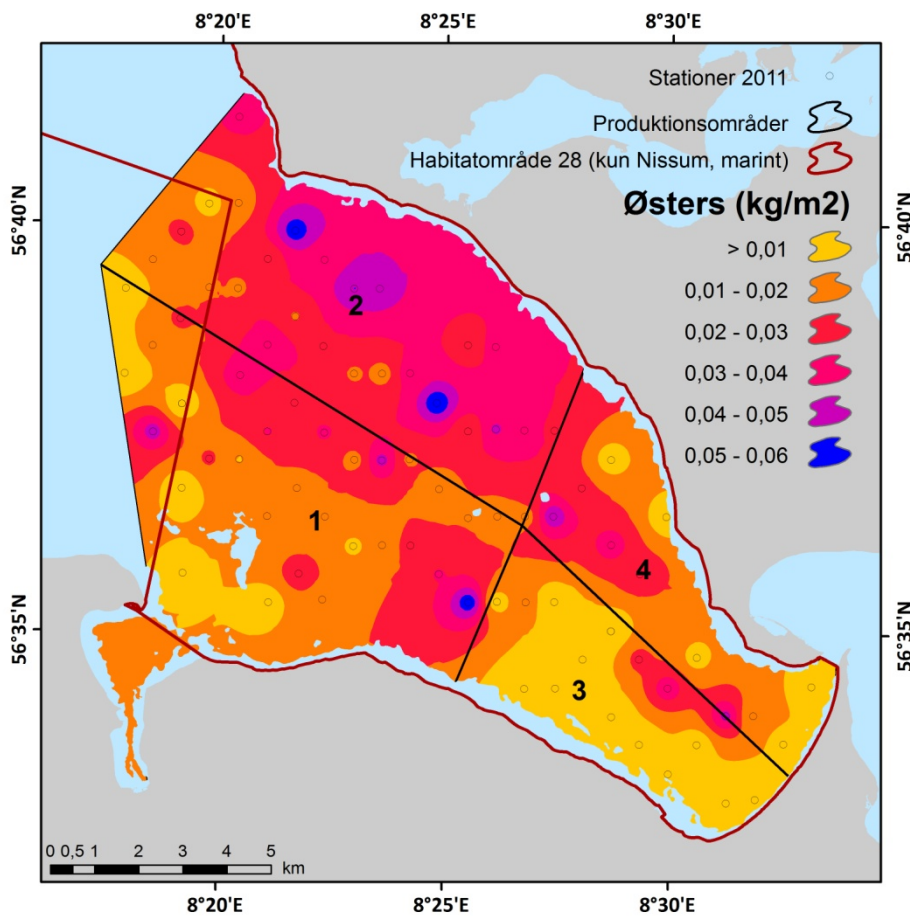 8°20'E 8°25'E 8°30'E
Stationer 2011
Produktionsområder
Habitatområde 28 (kun Nissum, marint)
Østers (kg/m2)
> 0,01
0,01 - 0,02
0,02 - 0,03
0,03 - 0,04
0,04 - 0,05
0,05 - 0,06
56°40'N 56°40'N
2
1
4
56°35'N 56°35'N
3
0 0,5 1 2 3 4 5
km
8°20'E 8°25'E 8°30'E